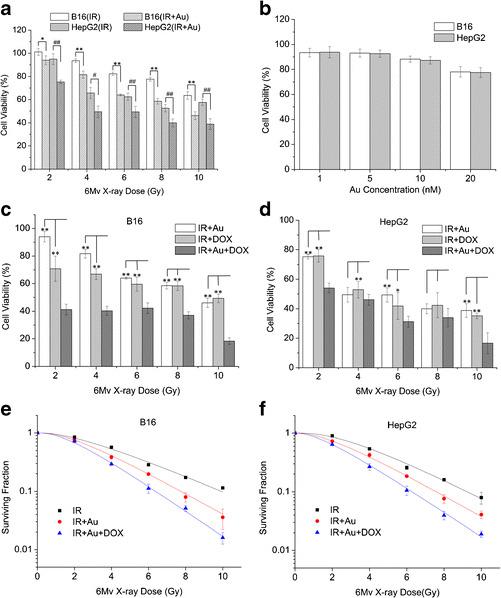 a
B16(IR)
B16(IR+Au)
HepG2(IR)
HepG2(IR+Au)
120
100
80
60
40
20
0
Cell Viability (%)
* ## ** # ** ## ** ## ** ##
2 4 6 8 10
6Mv X-ray Dose (Gy)
b
B16
HepG2
120
100
80
60
40
20
0
Cell Viability (%)
1 5 10 20
Au Concentration (nM)
c
B16
IR+Au
IR+DOX
IR+Au+DOX
100
80
60
40
20
0
Cell Viability (%)
** ** ** ** ** ** ** ** ** **
2 4 6 8 10
6Mv X-ray Dose (Gy)
d
HepG2
IR+Au
IR+DOX
IR+Au+DOX
100
80
60
40
20
0
Cell Viability (%)
** ** ** ** * ** **
2 4 6 8 10
6Mv X-ray Dose (Gy)
e
B16
1
0.1
0.01
Surviving Fraction
IR
IR+Au
IR+Au+DOX
0 2 4 6 8 10
6Mv X-ray Dose(Gy)
f
HepG2
1
0.1
0.01
Surviving Fraction
IR
IR+Au
IR+Au+DOX
0 2 4 6 8 10
6Mv X-ray Dose(Gy)